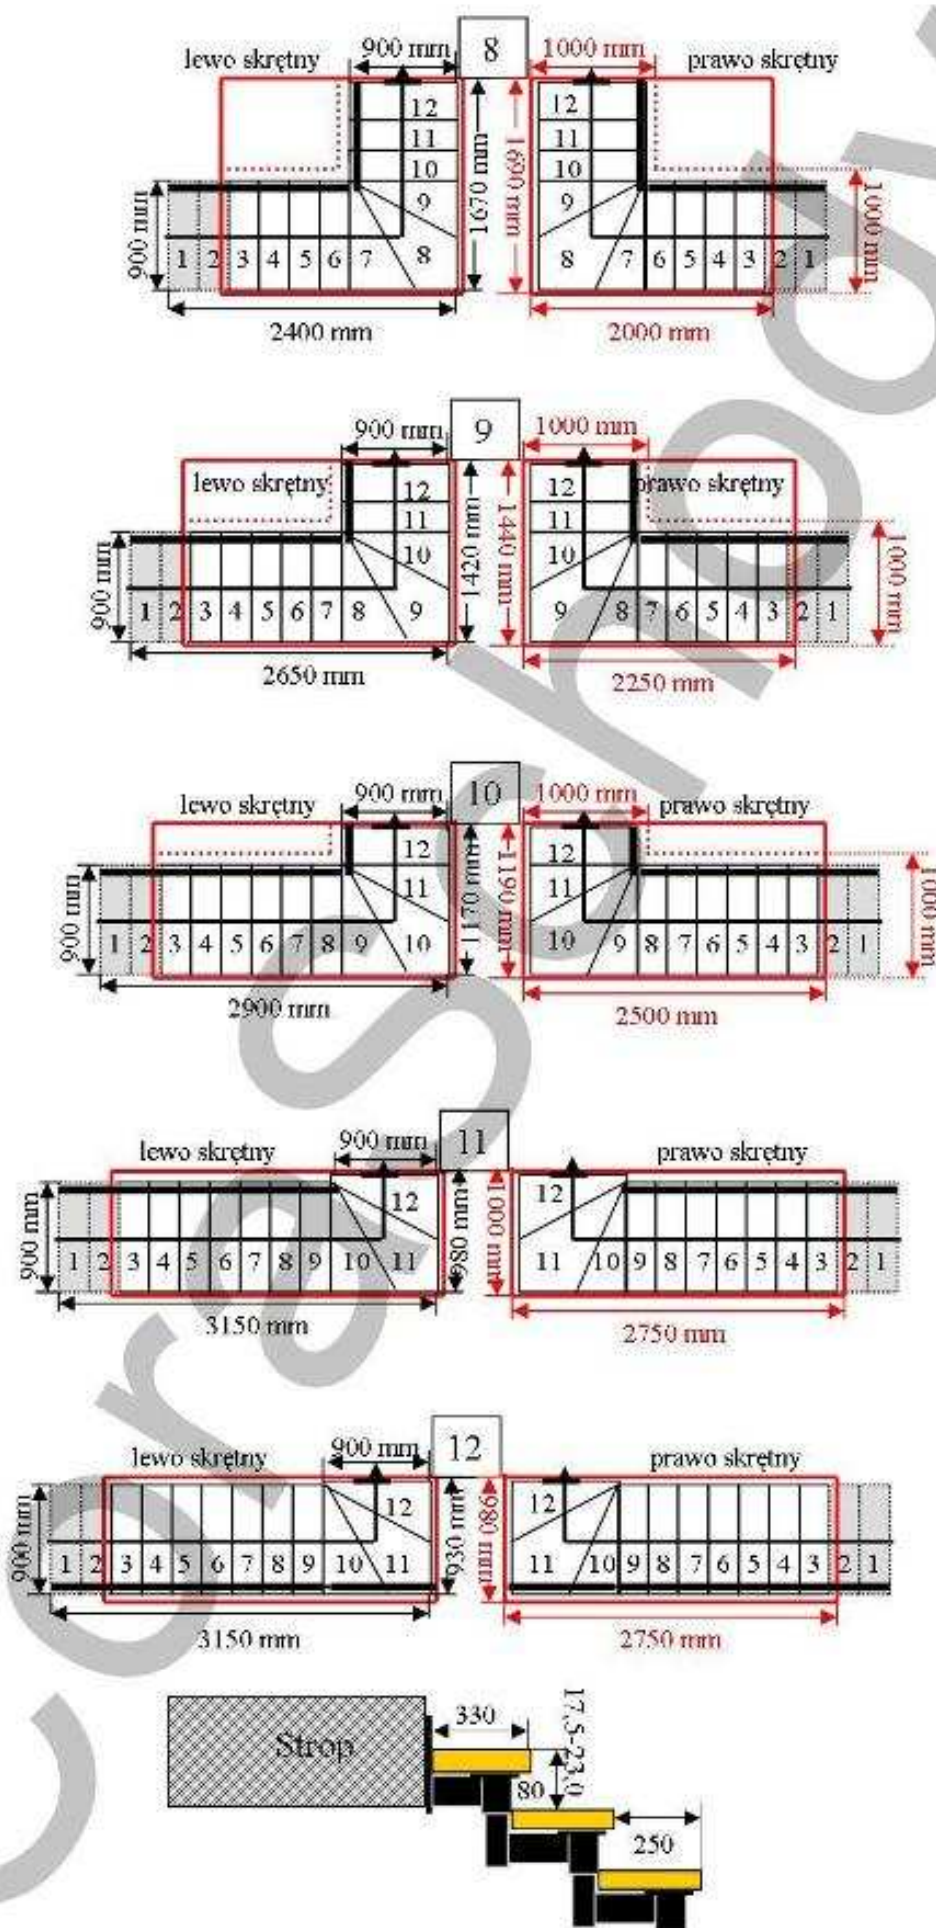 900 mm 8 1000 mm
lewo skrętny prawo skrętny
12 12
11 11
10 10
9 9
900 mm 1670 mm 1690 mm 1000 mm
1 2 3 4 5 6 7 8 8 7 6 5 4 3 2 1
2400 mm 2000 mm
900 mm 9 1000 mm
lewo skrętny prawo skrętny
12 12
11 11
10 10
900 mm 1420 mm 1440 mm 1000 mm
1 2 3 4 5 6 7 8 9 9 8 7 6 5 4 3 2 1
2650 mm 2250 mm
900 mm 10 1000 mm
lewo skrętny prawo skrętny
12 12
11 11
900 mm 1170 mm 1190 mm 1000 mm
1 2 3 4 5 6 7 8 9 10 10 9 8 7 6 5 4 3 2 1
2900 mm 2500 mm
900 mm 11
lewo skrętny prawo skrętny
12 12
900 mm 980 mm 1000 mm
1 2 3 4 5 6 7 8 9 10 11 11 10 9 8 7 6 5 4 3 2 1
3150 mm 2750 mm
900 mm 12
lewo skrętny prawo skrętny
12 12
900 mm 930 mm 980 mm
1 2 3 4 5 6 7 8 9 10 11 11 10 9 8 7 6 5 4 3 2 1
3150 mm 2750 mm
330 17,5-23,0
Strop
80
250